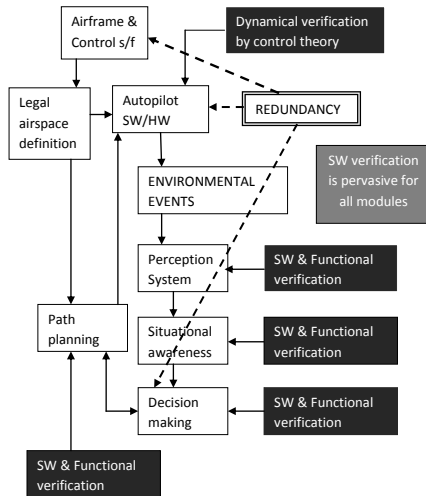 Airframe &
Control s/f
Dynamical verification
by control theory
Legal
airspace
definition
Autopilot
SW/HW
REDUNDANCY
SW verification
is pervasive for
all modules
ENVIRONMENTAL
EVENTS
Perception
System
SW & Functional
verification
Path
planning
Situational
awareness
SW & Functional
verification
Decision
making
SW & Functional
verification
SW & Functional
verification